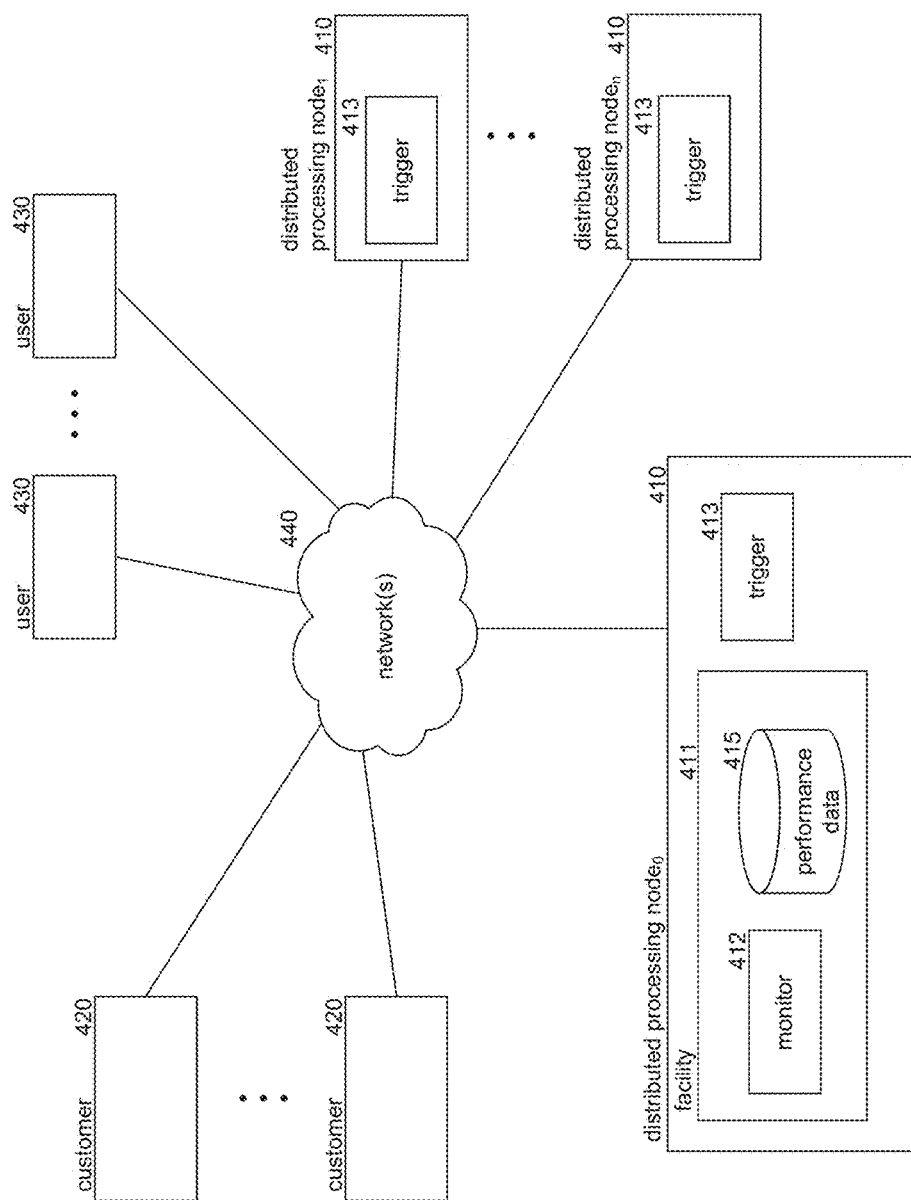 customer
420
customer
420
user
430
user
430
network(s)
440
distributed
processing node1
410
413
trigger
distributed
processing noden
410
413
trigger
distributed processing node0
410
facility
411
412
monitor
415
performance
data
413
trigger